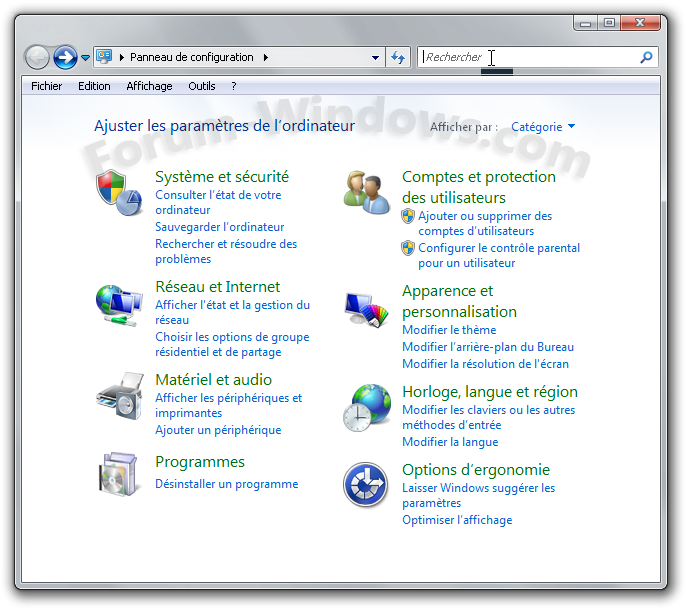 Panneau de configuration
Rechercher
Fichier Edition Affichage Outils ?
Forum-Windows.com
Ajuster les paramètres de l'ordinateur
Afficher par : Catégorie
Système et sécurité
Consulter l'état de votre
ordinateur
Sauvegarder l'ordinateur
Rechercher et résoudre des
problèmes
Réseau et Internet
Afficher l'état et la gestion du
réseau
Choisir les options de groupe
résidentiel et de partage
Matériel et audio
Afficher les périphériques et
imprimantes
Ajouter un périphérique
Programmes
Désinstaller un programme
Comptes et protection
des utilisateurs
Ajouter ou supprimer des
comptes d'utilisateurs
Configurer le contrôle parental
pour un utilisateur
Apparence et
personnalisation
Modifier le thème
Modifier l'arrière-plan du Bureau
Modifier la résolution de l'écran
Horloge, langue et région
Modifier les claviers ou les autres
méthodes d'entrée
Modifier la langue
Options d'ergonomie
Laisser Windows suggérer les
paramètres
Optimiser l'affichage